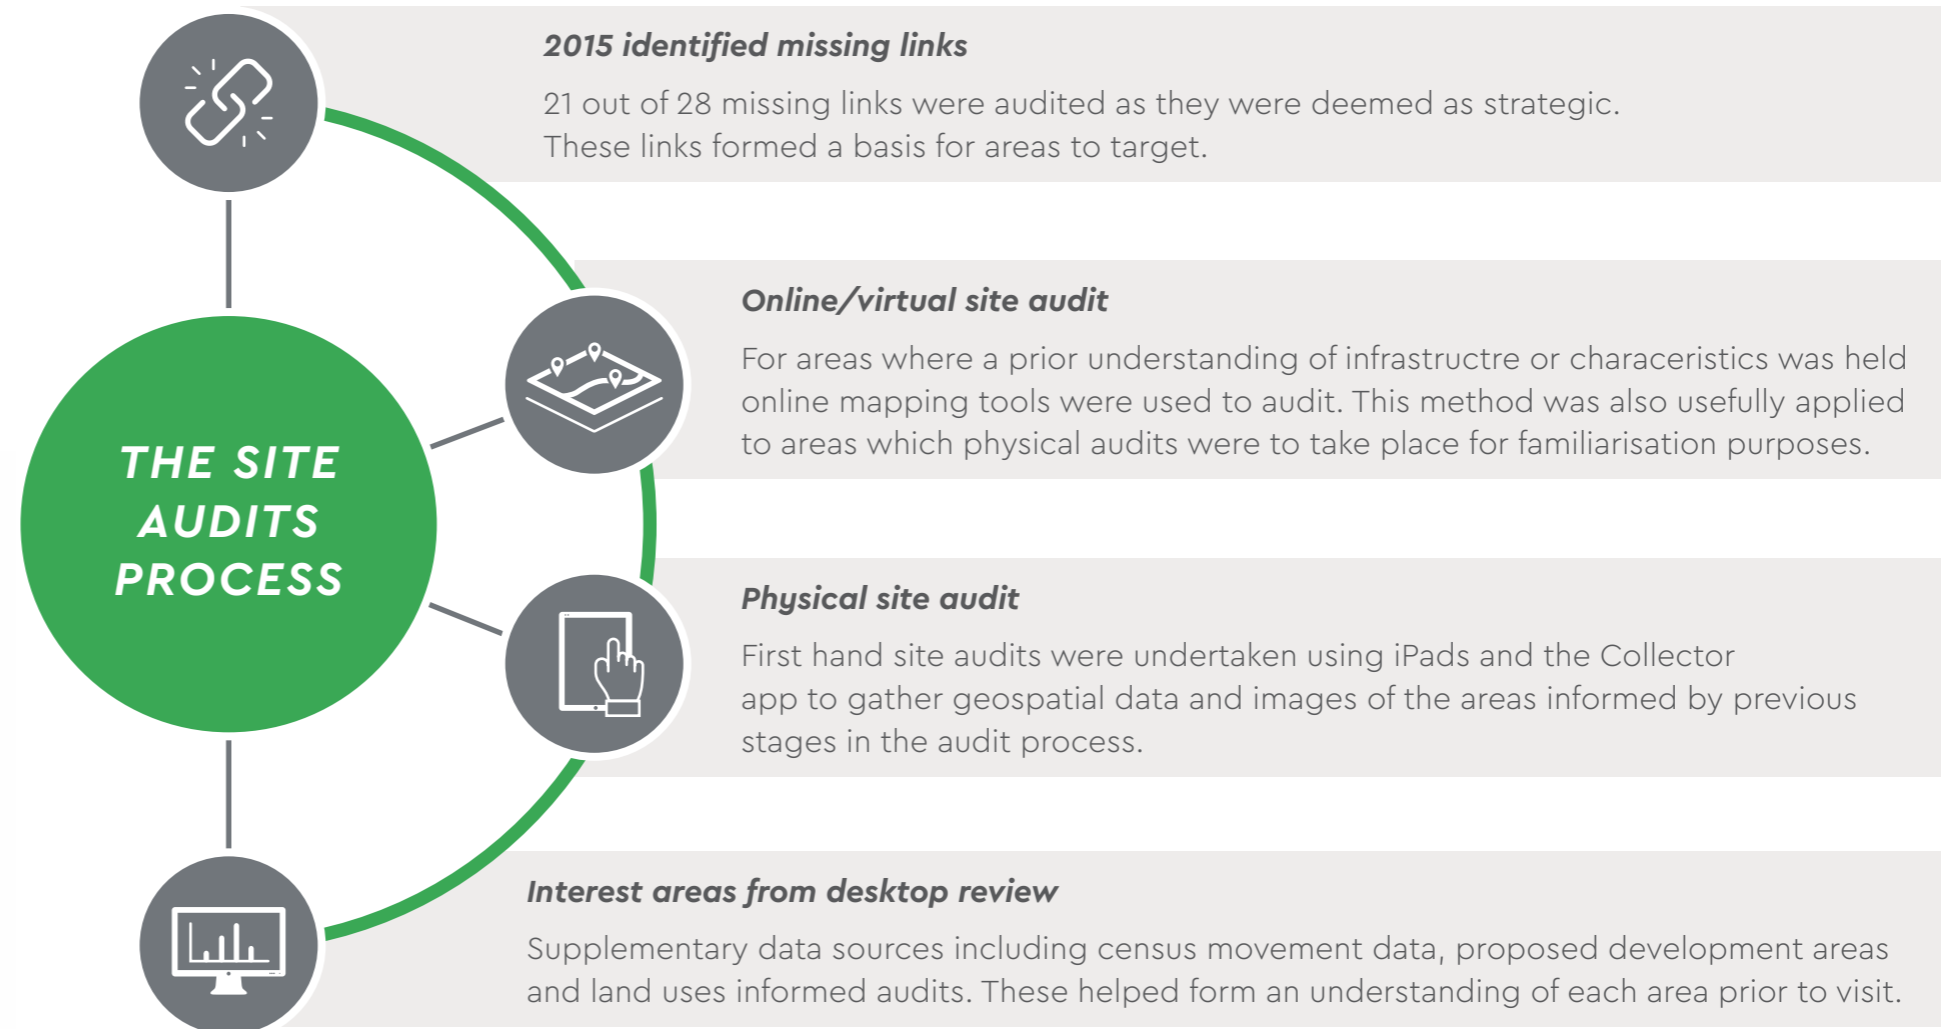 2015 identified missing links
21 out of 28 missing links were audited as they were deemed as strategic.
These links formed a basis for areas to target.
Online/virtual site audit
For areas where a prior understanding of infrastructre or characeristics was held
online mapping tools were used to audit. This method was also usefully applied
to areas which physical audits were to take place for familiarisation purposes.
THE SITE
AUDITS
PROCESS
Physical site audit
First hand site audits were undertaken using iPads and the Collector
app to gather geospatial data and images of the areas informed by previous
stages in the audit process.
Interest areas from desktop review
Supplementary data sources including census movement data, proposed development areas
and land uses informed audits. These helped form an understanding of each area prior to visit.